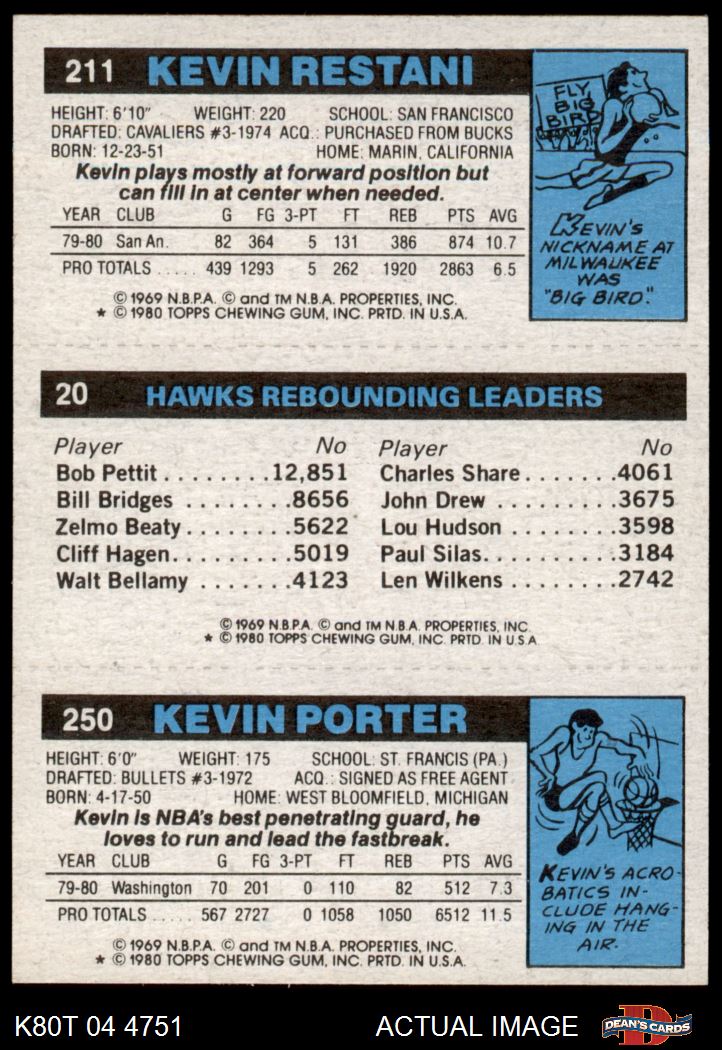 211 KEVIN RESTANI
HEIGHT: 6'10" WEIGHT: 220 SCHOOL: SAN FRANCISCO
DRAFTED: CAVALIERS #3-1974 ACQ.: PURCHASED FROM BUCKS
BORN: 12-23-51 HOME: MARIN, CALIFORNIA
Kevin plays mostly at forward position but
can fill in at center when needed.
YEAR CLUB G FG 3-PT FT REB PTS AVG
79-80 San An. 82 364 5 131 386 874 10.7
PRO TOTALS ..... 439 1293 5 262 1920 2863 6.5
© 1969 N.B.P.A. © and TM N.B.A. PROPERTIES, INC.
* © 1980 TOPPS CHEWING GUM, INC. PRTD. IN U.S.A.
FLY
BIG
BIRD
KEVIN'S
NICKNAME AT
MILWAUKEE
WAS
"BIG BIRD."
20 HAWKS REBOUNDING LEADERS
Player No Player No
Bob Pettit ........12,851 Charles Share.......4061
Bill Bridges ........8656 John Drew .........3675
Zelmo Beaty........5622 Lou Hudson ........3598
Cliff Hagen.........5019 Paul Silas..........3184
Walt Bellamy .......4123 Len Wilkens ........2742
© 1969 N.B.P.A. © and TM N.B.A. PROPERTIES, INC
* © 1980 TOPPS CHEWING GUM, INC. PRTD. IN U.S.A
250 KEVIN PORTER
HEIGHT: 6'0" WEIGHT: 175 SCHOOL: ST. FRANCIS (PA.)
DRAFTED: BULLETS #3-1972 ACQ.: SIGNED AS FREE AGENT
BORN: 4-17-50 HOME: WEST BLOOMFIELD, MICHIGAN
Kevin is NBA's best penetrating guard, he
loves to run and lead the fastbreak.
YEAR CLUB G FG 3-PT FT REB PTS AVG
79-80 Washington 70 201 0 110 82 512 7.3
PRO TOTALS ..... 567 2727 0 1058 1050 6512 11.5
© 1969 N.B.P.A. © and TM N.B.A. PROPERTIES, INC.
* © 1980 TOPPS CHEWING GUM, INC. PRTD. IN U.S.A.
KEVIN'S ACRO-
BATICS IN-
CLUDE HANG-
ING IN THE
AIR.
K80T 04 4751 ACTUAL IMAGE D DEAN'S CARDS